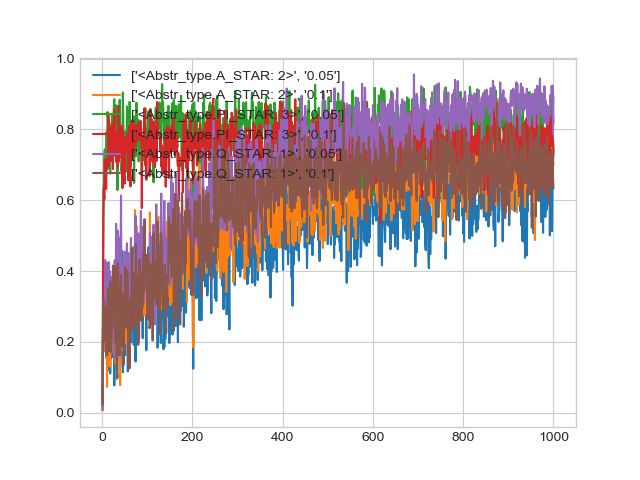 1.0
0.8
0.6
0.4
0.2
0.0
['<Abstr_type.A_STAR: 2>', '0.05']
['<Abstr_type.A_STAR: 2>', '0.1']
['<Abstr_type.PI_STAR: 3>', '0.05']
['<Abstr_type.PI_STAR: 3>', '0.1']
['<Abstr_type.Q_STAR: 1>', '0.05']
['<Abstr_type.Q_STAR: 1>', '0.1']
0 200 400 600 800 1000